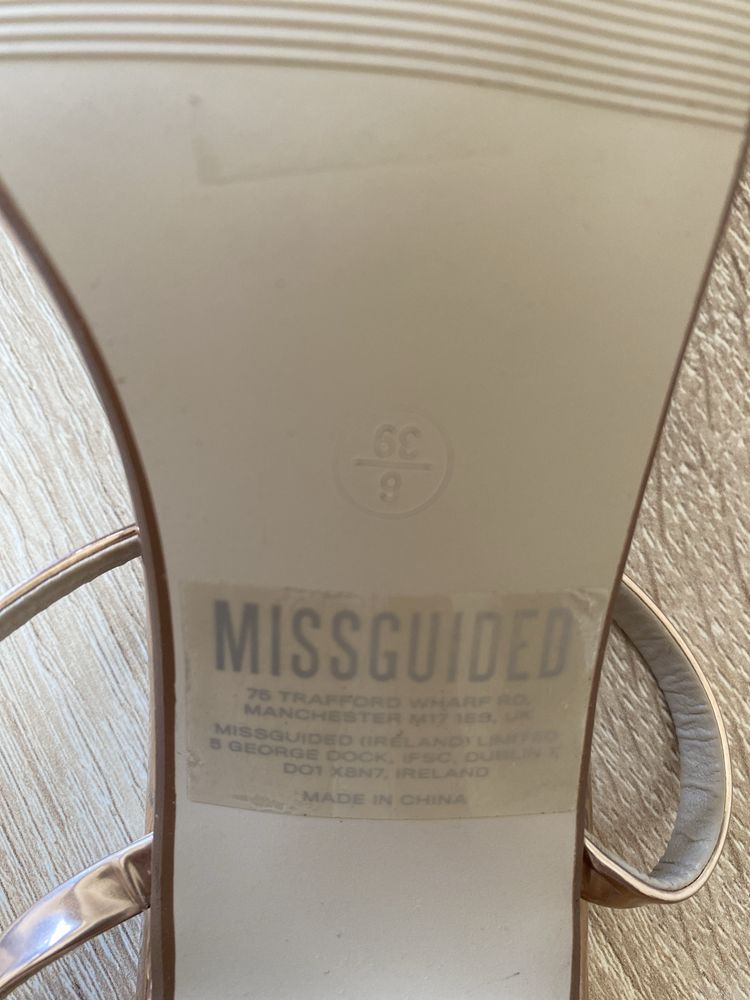 6
39
MISSGUIDED
75 TRAFFORD WHARF RD,
MANCHESTER M17 1ES, UK
MISSGUIDED (IRELAND) LIMITED
5 GEORGE DOCK, IFSC, DUBLIN 1,
D01 X8N7, IRELAND
MADE IN CHINA